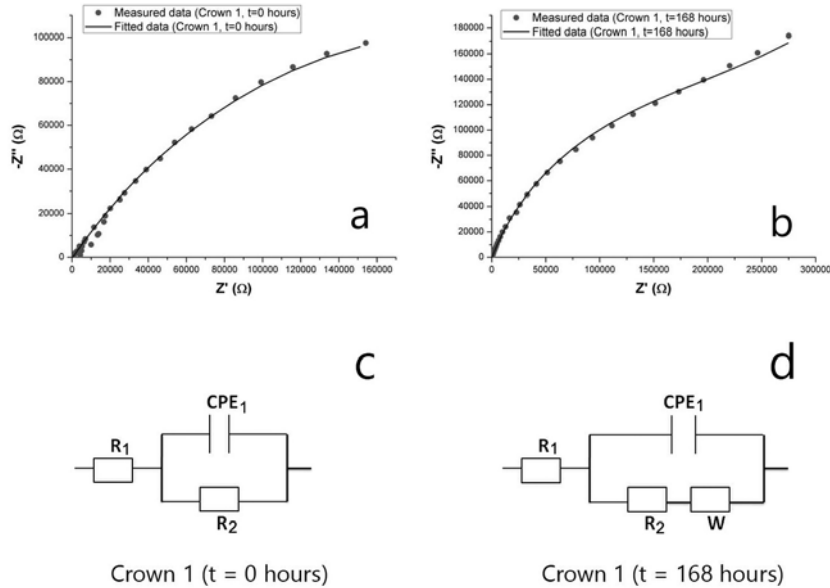 Measured data (Crown 1, t=0 hours)
Fitted data (Crown 1, t=0 hours)
100000
80000
60000
40000
20000
0
-Z'' (Ω)
0 20000 40000 60000 80000 100000 120000 140000 160000
Z' (Ω)
a
Measured data (Crown 1, t=168 hours)
Fitted data (Crown 1, t=168 hours)
180000
160000
140000
120000
100000
80000
60000
40000
20000
0
-Z'' (Ω)
0 50000 100000 150000 200000 250000 300000
Z' (Ω)
b
c
CPE1
R1
R2
Crown 1 (t = 0 hours)
d
CPE1
R1
R2 W
Crown 1 (t = 168 hours)